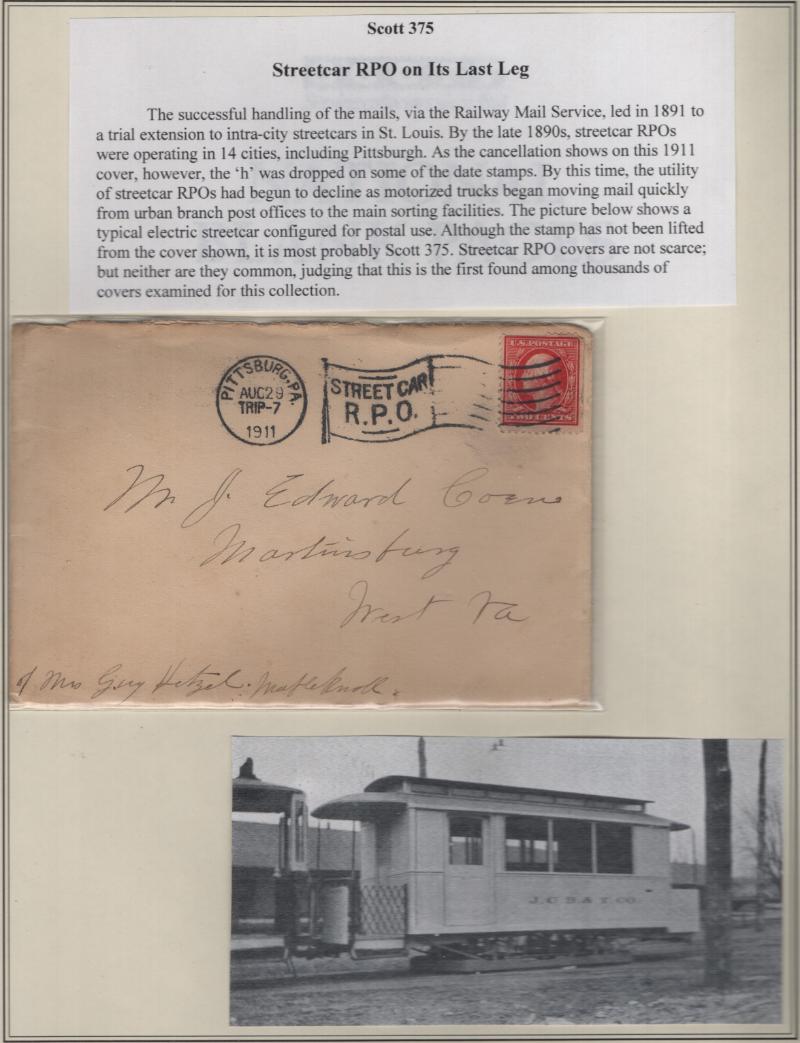 Scott 375
Streetcar RPO on Its Last Leg
The successful handling of the mails, via the Railway Mail Service, led in 1891 to
a trial extension to intra-city streetcars in St. Louis. By the late 1890s, streetcar RPOs
were operating in 14 cities, including Pittsburgh. As the cancellation shows on this 1911
cover, however, the ‘h’ was dropped on some of the date stamps. By this time, the utility
of streetcar RPOs had begun to decline as motorized trucks began moving mail quickly
from urban branch post offices to the main sorting facilities. The picture below shows a
typical electric streetcar configured for postal use. Although the stamp has not been lifted
from the cover shown, it is most probably Scott 375. Streetcar RPO covers are not scarce;
but neither are they common, judging that this is the first found among thousands of
covers examined for this collection.
PITTSBURG, PA.
AUG 29
TRIP-7
1911
STREET CAR
R.P.O.
U.S. POSTAGE
TWO CENTS
Mr J. Edward
Martinsburg
West Va
Mrs Guy Hetzel.
J.C.B.& T. CO.